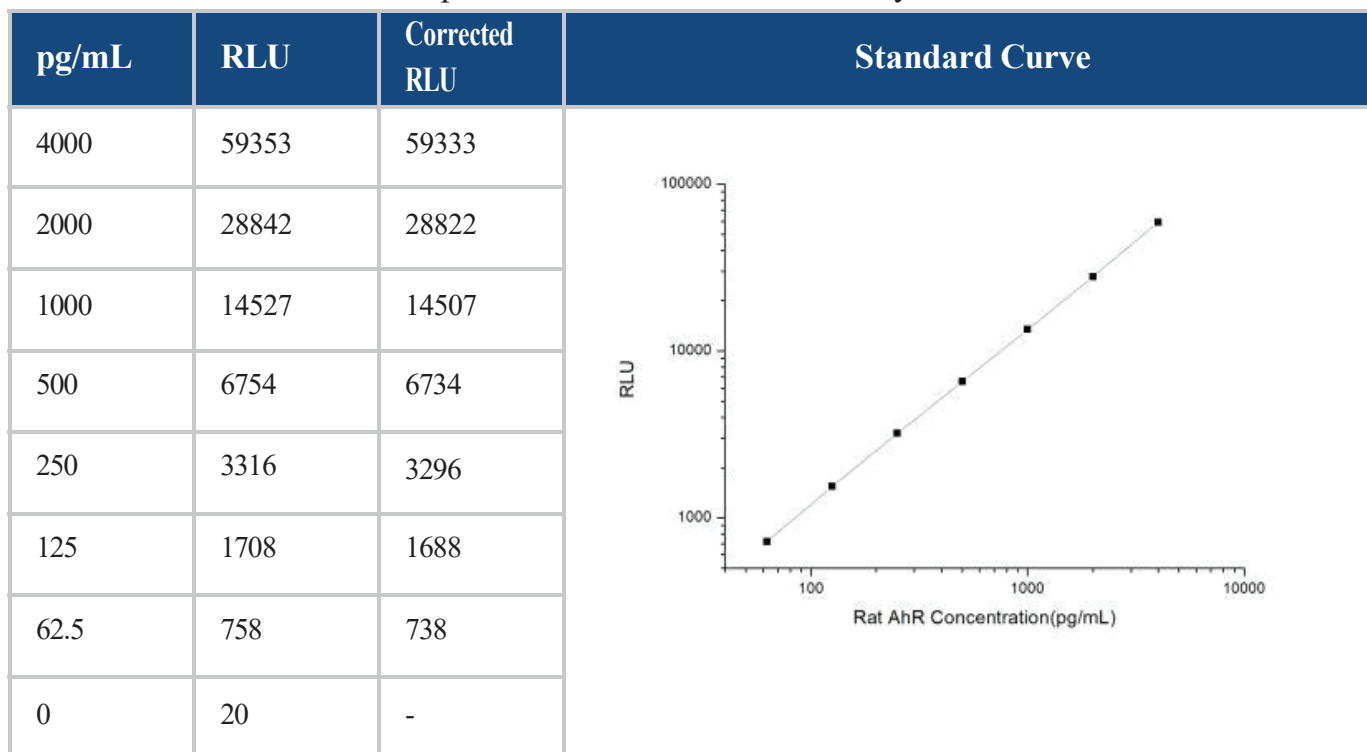 pg/mL RLU Corrected RLU Standard Curve
4000 59353 59333
2000 28842 28822
1000 14527 14507
500 6754 6734
250 3316 3296
125 1708 1688
62.5 758 738
0 20 -
100000
10000
1000
RLU
100 1000 10000
Rat AhR Concentration(pg/mL)